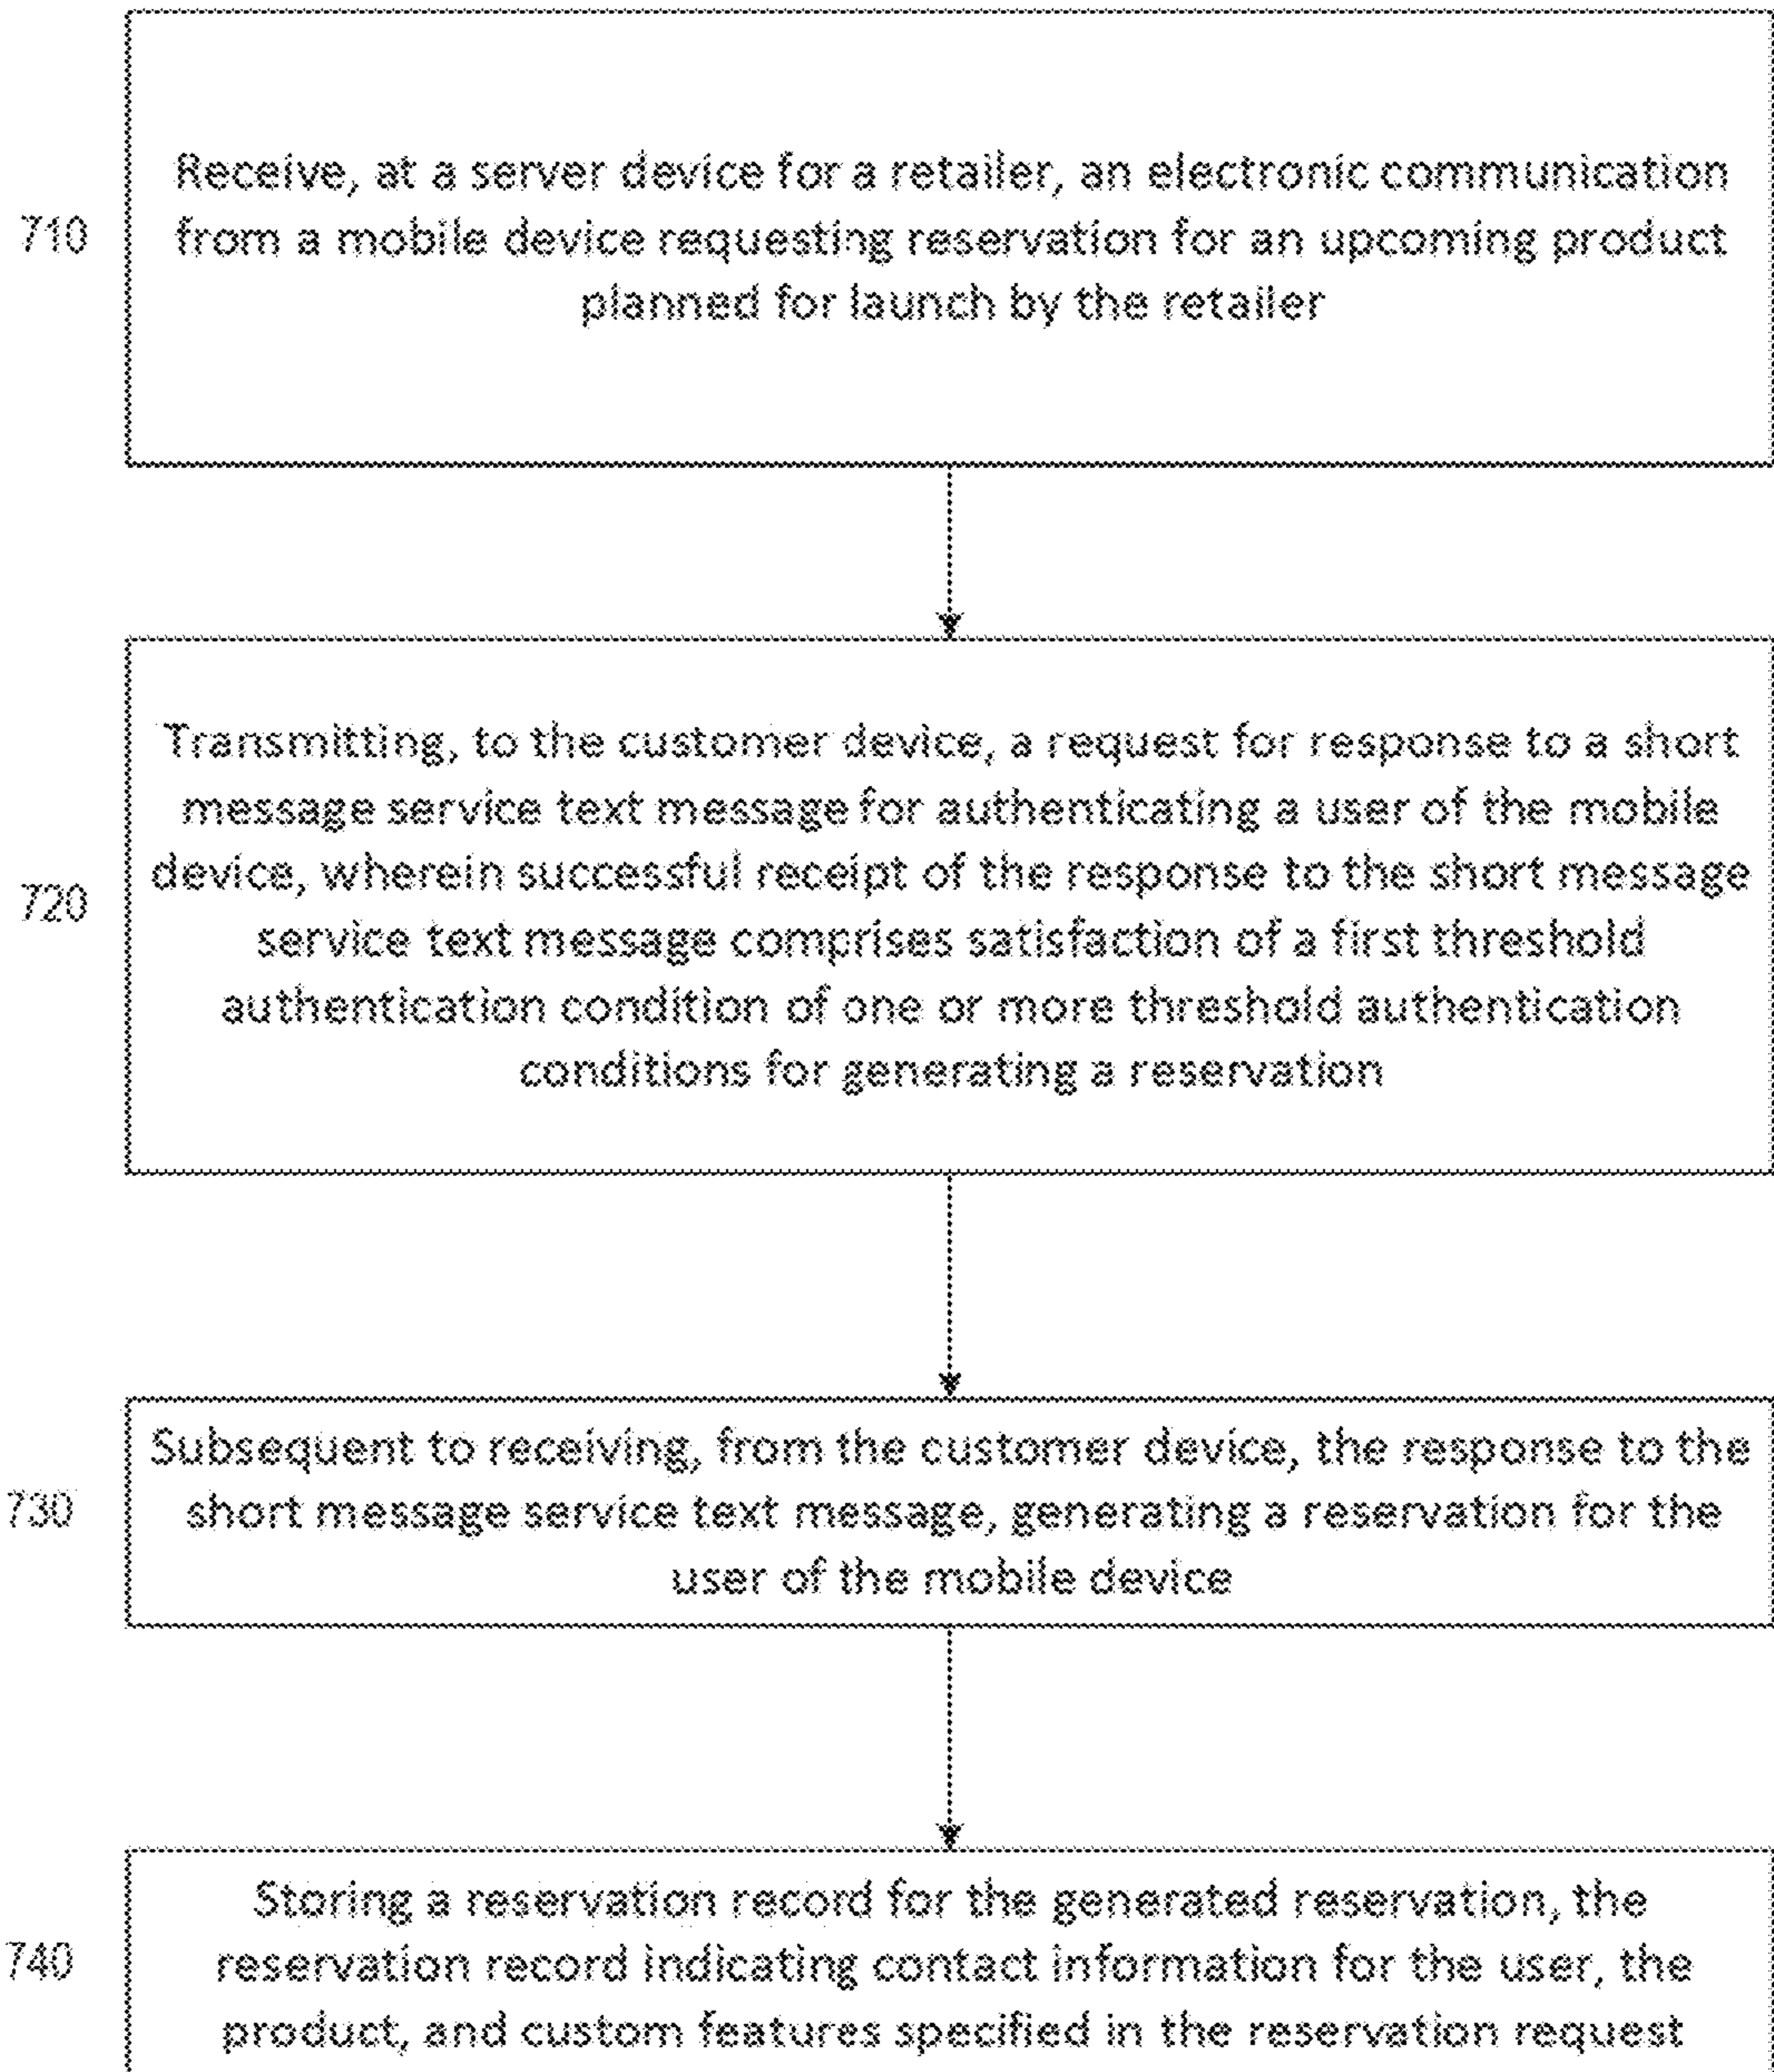 710
Receive, at a server device for a retailer, an electronic communication
from a mobile device requesting reservation for an upcoming product
planned for launch by the retailer
720
Transmitting, to the customer device, a request for response to a short
message service text message for authenticating a user of the mobile
device, wherein successful receipt of the response to the short message
service text message comprises satisfaction of a first threshold
authentication condition of one or more threshold authentication
conditions for generating a reservation
730
Subsequent to receiving, from the customer device, the response to the
short message service text message, generating a reservation for the
user of the mobile device
740
Storing a reservation record for the generated reservation, the
reservation record indicating contact information for the user, the
product, and custom features specified in the reservation request